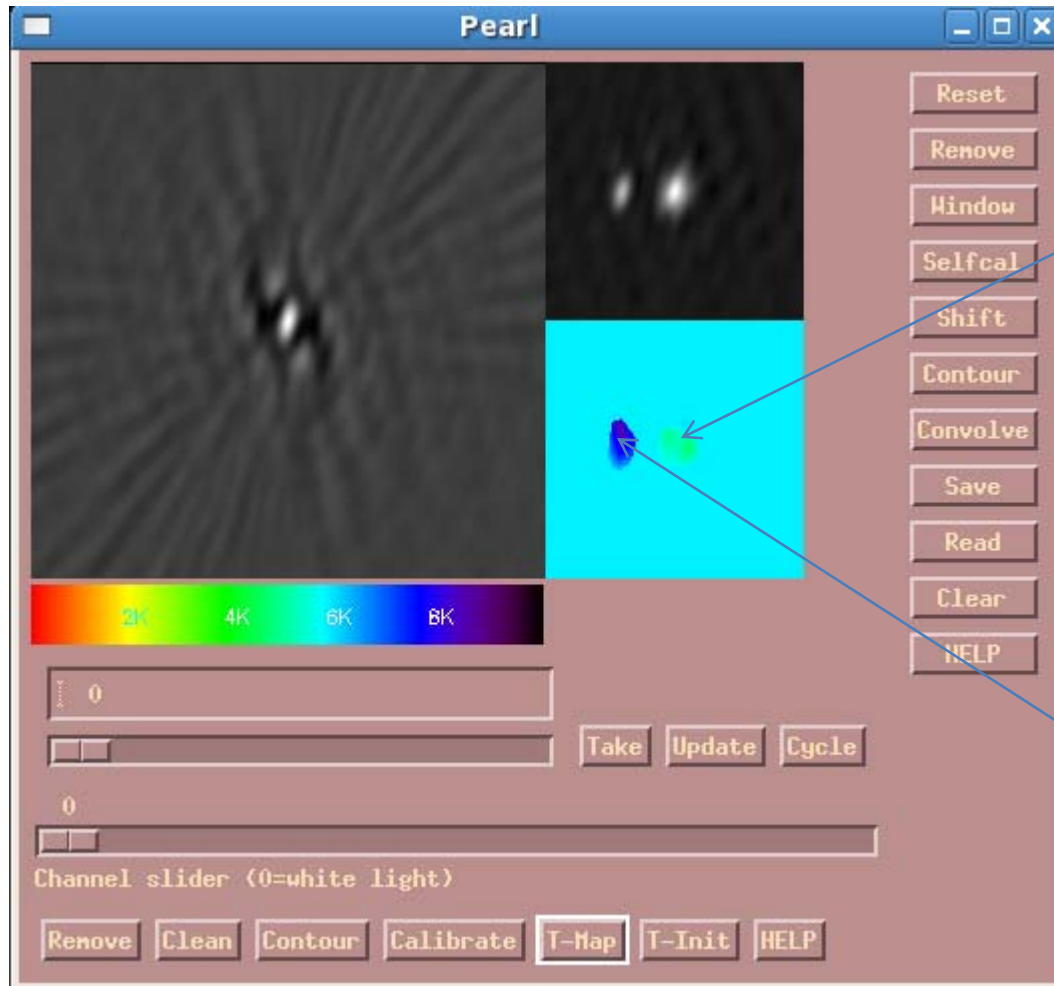 Pearl
Reset
Remove
Window
Selfcal
Shift
Contour
Convolve
Save
Read
Clear
HELP
2K 4K 6K 8K
0
Take Update Cycle
0
Channel slider (0=white light)
Remove Clean Contour Calibrate T-Map T-Init HELP